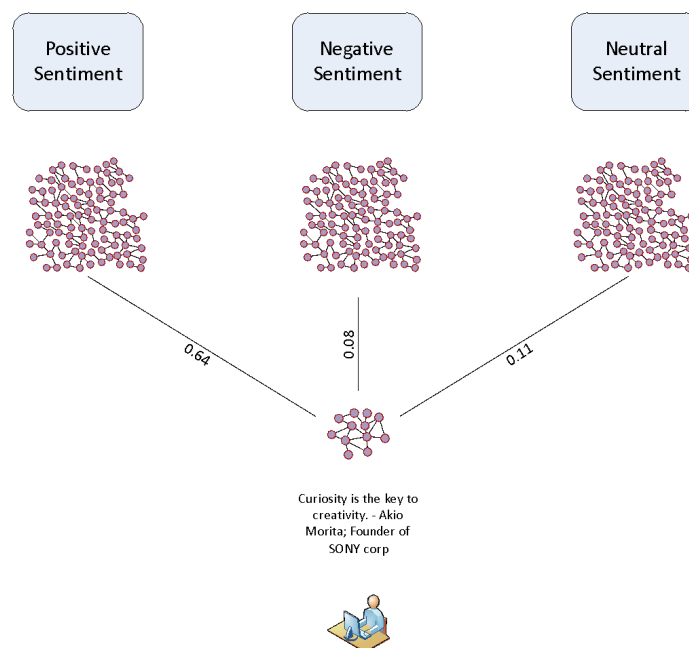 Positive
Sentiment
Negative
Sentiment
Neutral
Sentiment
0.64
0.08
0.11
Curiosity is the key to
creativity. - Akio
Morita; Founder of
SONY corp